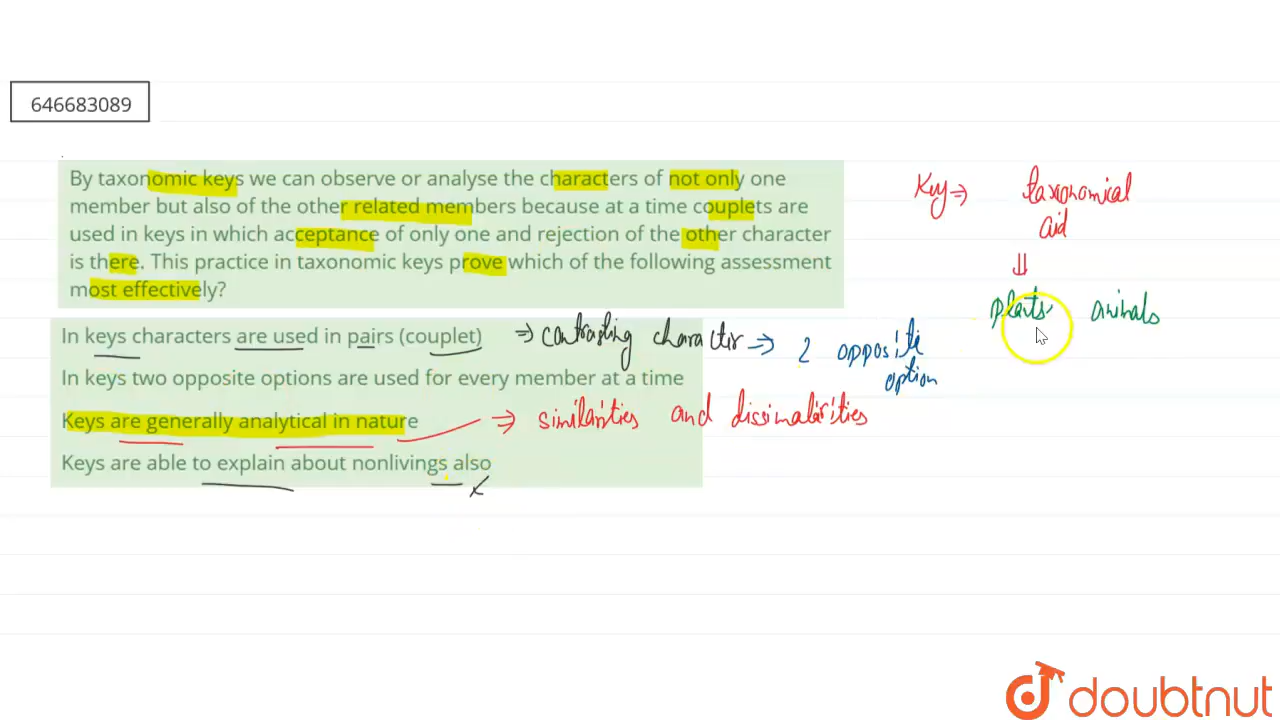 646683089
By taxonomic keys we can observe or analyse the characters of not only one
member but also of the other related members because at a time couplets are
used in keys in which acceptance of only one and rejection of the other character
is there. This practice in taxonomic keys prove which of the following assessment
most effectively?
In keys characters are used in pairs (couplet)
⇒ contrasting character ⇒ 2 opposite
option
In keys two opposite options are used for every member at a time
Keys are generally analytical in nature
⇒ similarities and dissimalarities
Keys are able to explain about nonlivings also
x
Key ⇒ taxonomical
aid
⇓
plants animals
doubtnut